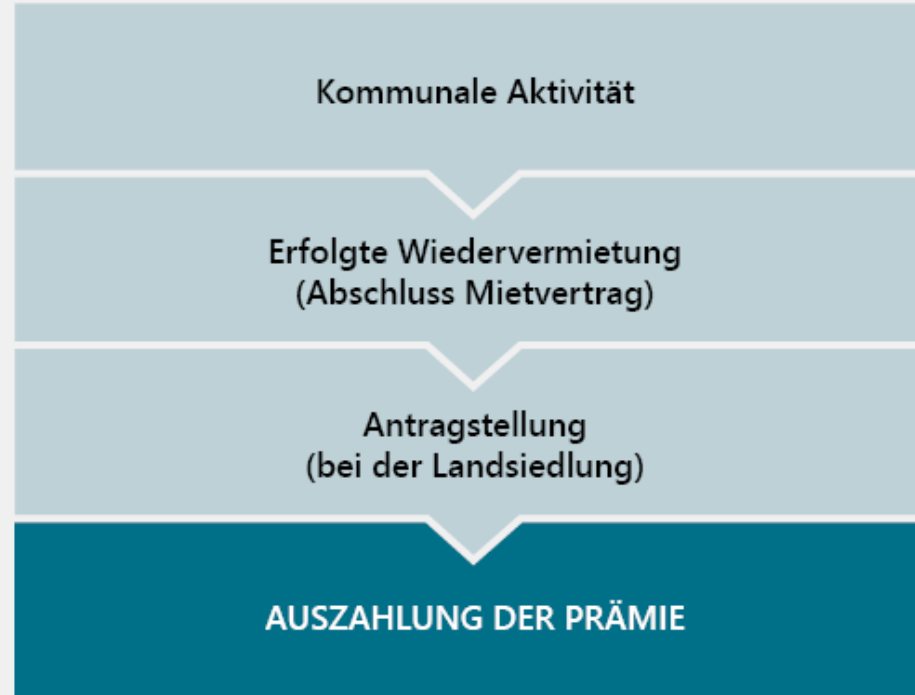 Kommunale Aktivität
Erfolgte Wiedervermietung
(Abschluss Mietvertrag)
Antragstellung
(bei der Landsiedlung)
AUSZAHLUNG DER PRÄMIE